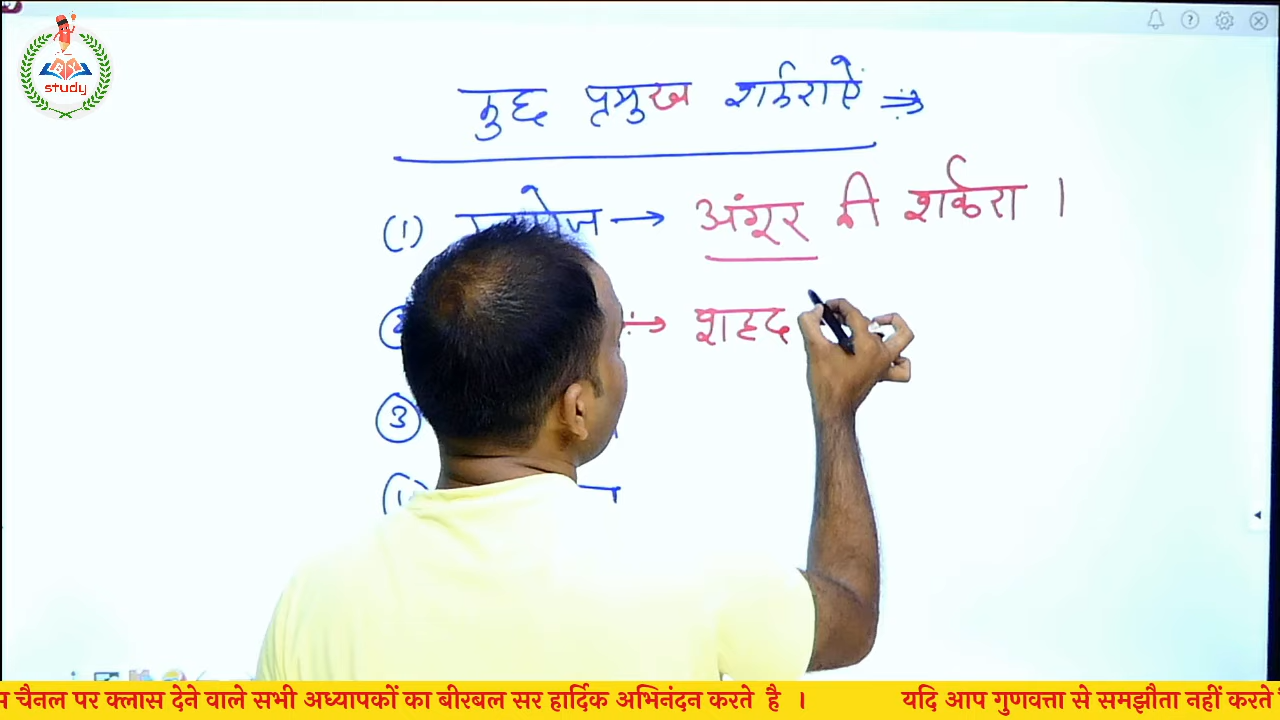 study
कुछ प्रमुख शर्कराऐं ⇒
(1) → अंगूर की शर्करा ।
→ शहद
3
चैनल पर क्लास देने वाले सभी अध्यापकों का बीरबल सर हार्दिक अभिनंदन करते है । यदि आप गुणवत्ता से समझौता नहीं करते